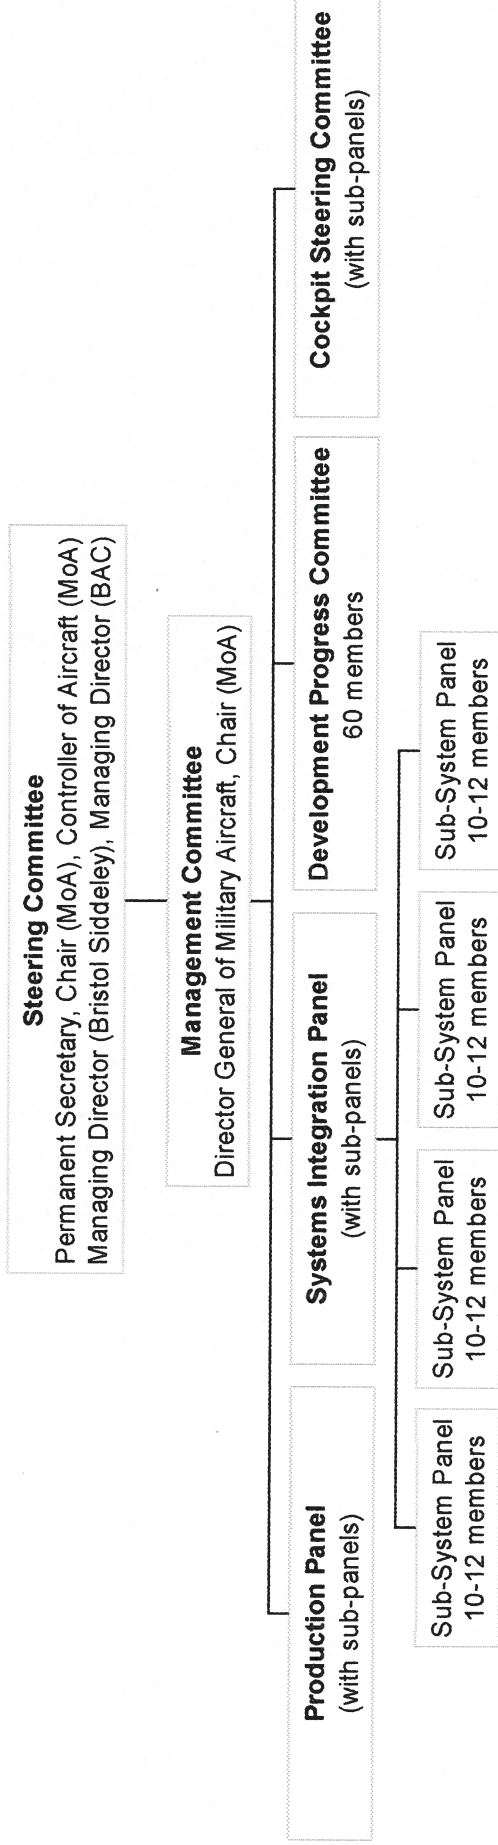 Steering Committee
Permanent Secretary, Chair (MoA), Controller of Aircraft (MoA)
Managing Director (Bristol Siddeley), Managing Director (BAC)
Management Committee
Director General of Military Aircraft, Chair (MoA)
Production Panel
(with sub-panels)
Systems Integration Panel
(with sub-panels)
Development Progress Committee
60 members
Cockpit Steering Committee
(with sub-panels)
Sub-System Panel
10-12 members
Sub-System Panel
10-12 members
Sub-System Panel
10-12 members
Sub-System Panel
10-12 members